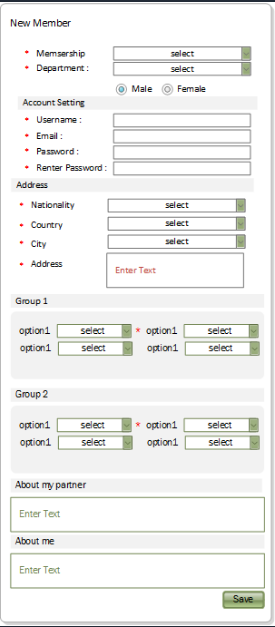 New Member
* Memsership select
* Department : select
Male Female
Account Setting
* Username :
* Email :
* Password :
* Renter Password :
Address
* Nationality select
* Country select
* City select
* Address Enter Text
Group 1
option1 select * option1 select
option1 select option1 select
Group 2
option1 select * option1 select
option1 select option1 select
About my partner
Enter Text
About me
Enter Text
Save